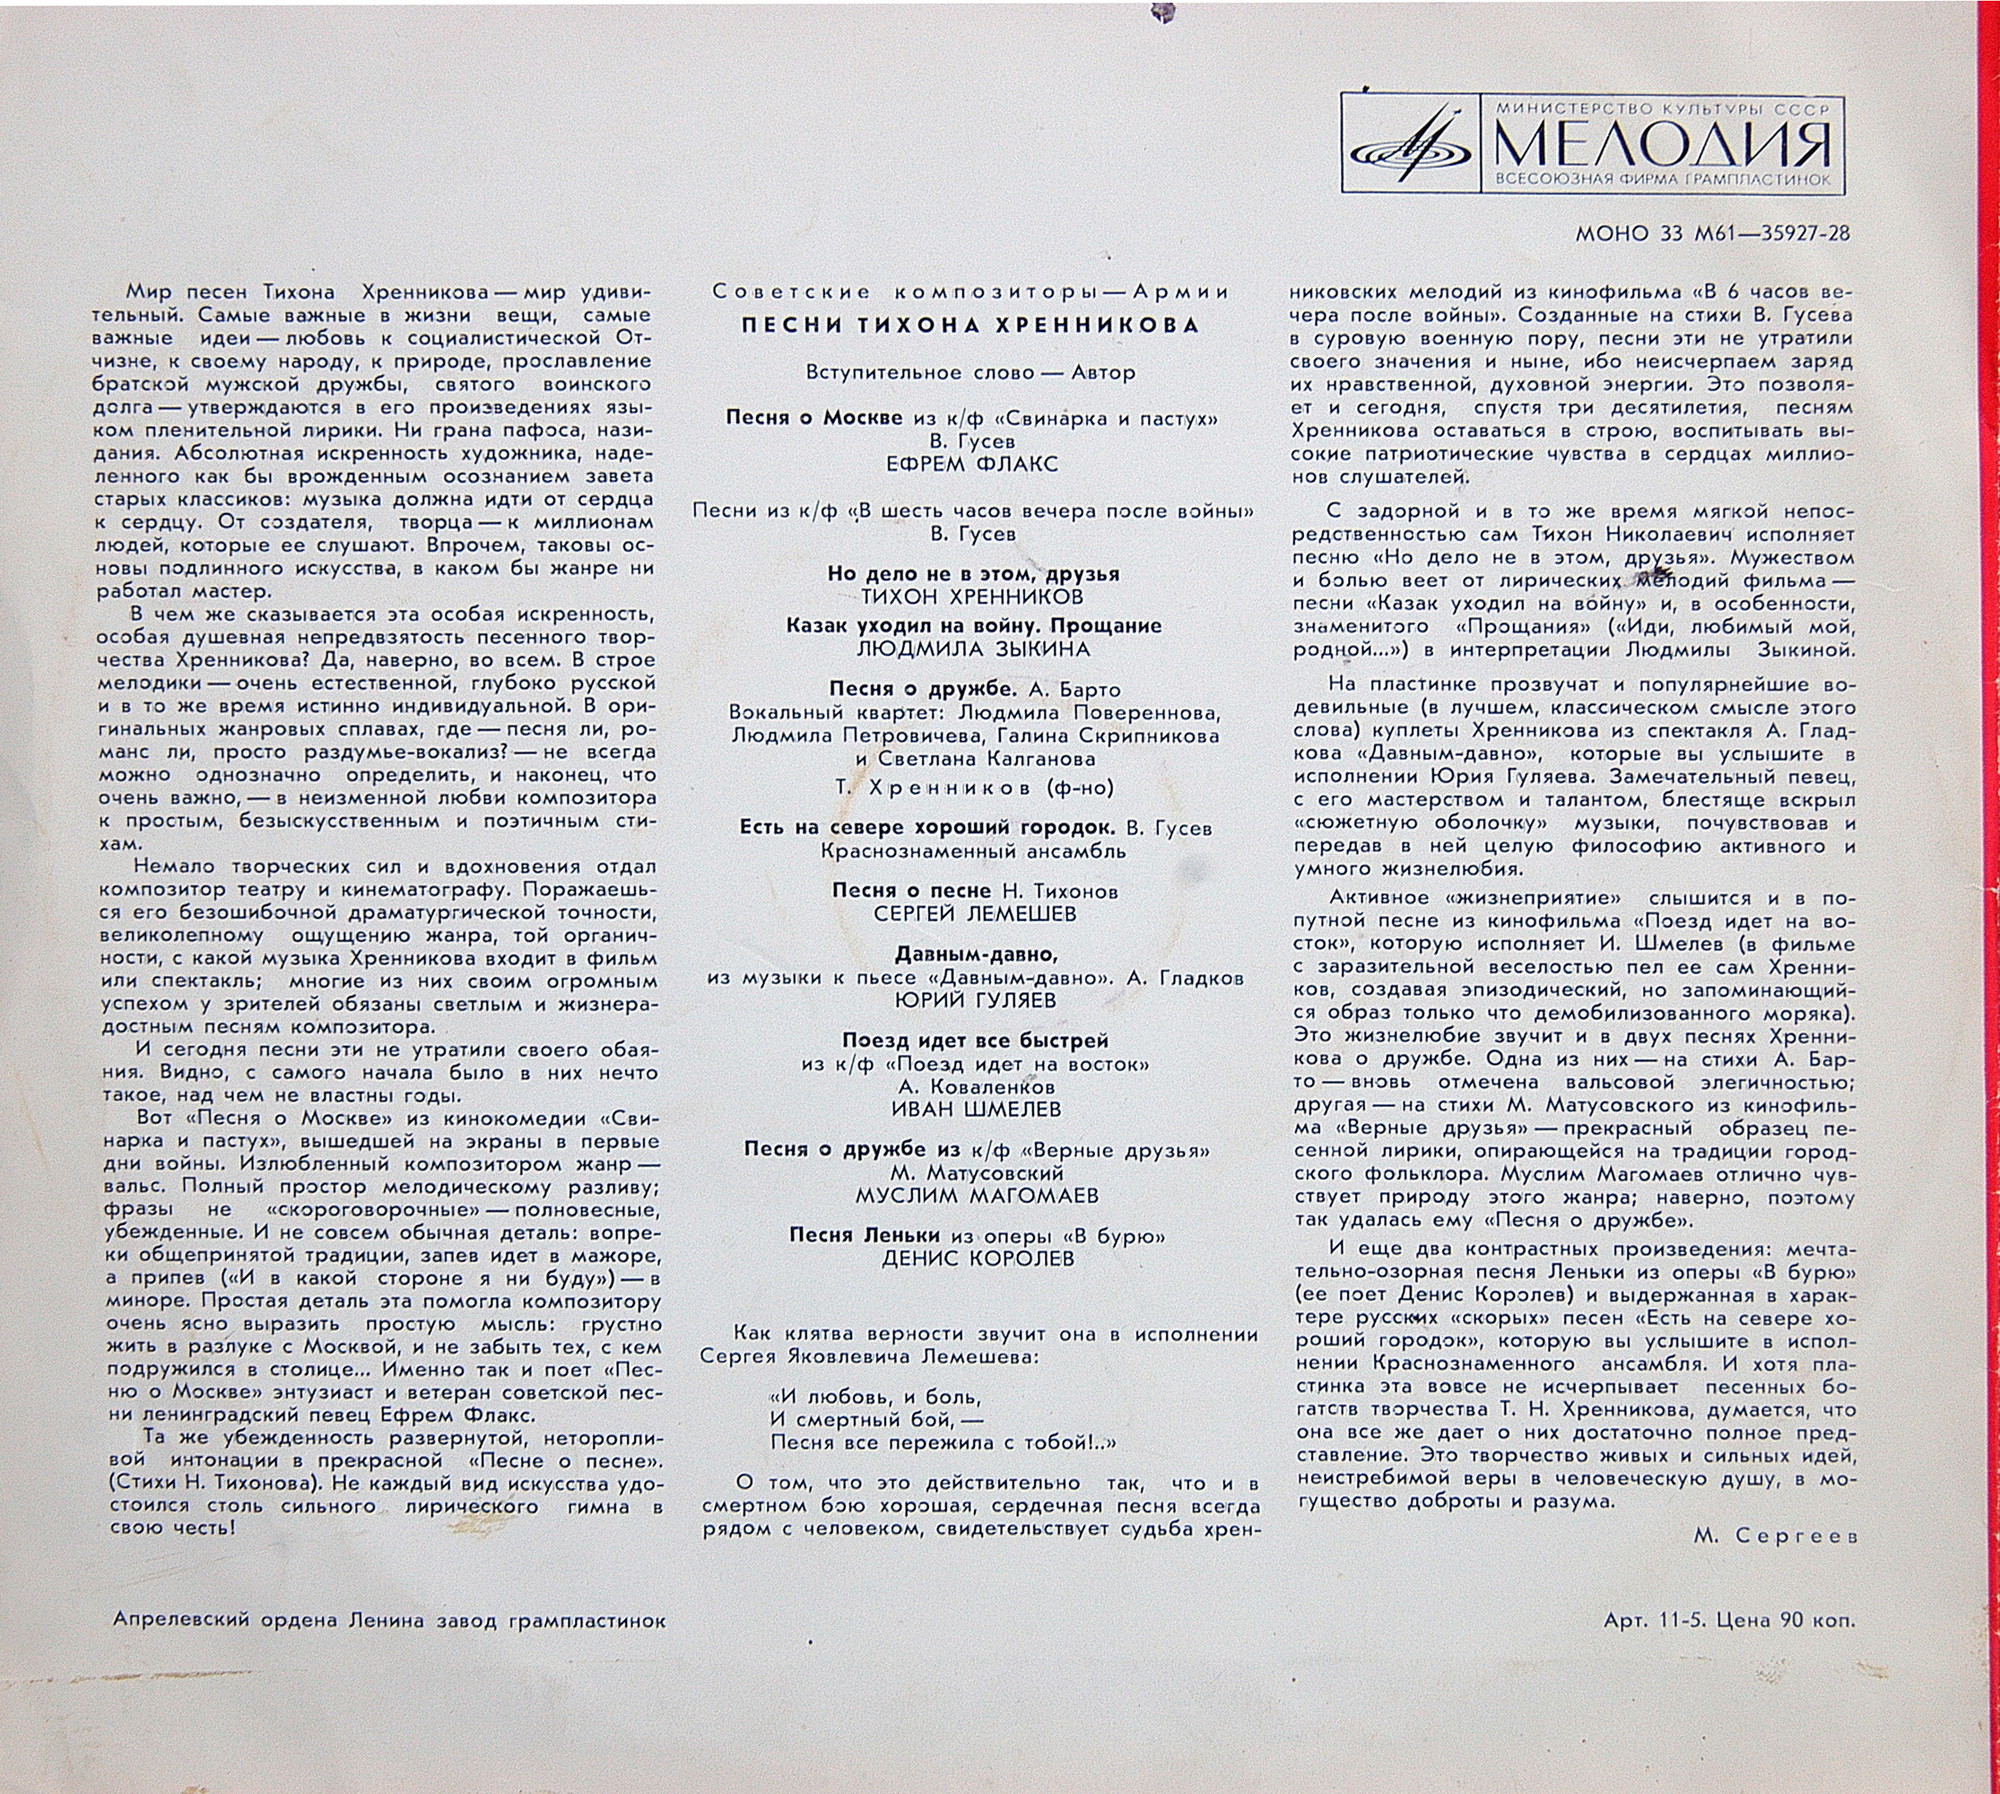 МИНИСТЕРСТВО КУЛЬТУРЫ СССР
МЕЛОДИЯ
ВСЕСОЮЗНАЯ ФИРМА ГРАМПЛАСТИНОК
МОНО 33 М61—35927-28
Мир песен Тихона Хренникова — мир удиви-
тельный. Самые важные в жизни вещи, самые
важные идеи — любовь к социалистической От-
чизне, к своему народу, к природе, прославление
братской мужской дружбы, святого воинского
долга — утверждаются в его произведениях язы-
ком пленительной лирики. Ни грана пафоса, нази-
дания. Абсолютная искренность художника, наде-
ленного как бы врожденным осознанием завета
старых классиков: музыка должна идти от сердца
к сердцу. От создателя, творца — к миллионам
людей, которые ее слушают. Впрочем, таковы ос-
новы подлинного искусства, в каком бы жанре ни
работал мастер.
В чем же сказывается эта особая искренность,
особая душевная непредвзятость песенного твор-
чества Хренникова? Да, наверно, во всем. В строе
мелодики — очень естественной, глубоко русской
и в то же время истинно индивидуальной. В ори-
гинальных жанровых сплавах, где — песня ли, ро-
манс ли, просто раздумье-вокализ? — не всегда
можно однозначно определить, и наконец, что
очень важно, — в неизменной любви композитора
к простым, безыскусственным и поэтичным сти-
хам.
Немало творческих сил и вдохновения отдал
композитор театру и кинематографу. Поражаешь-
ся его безошибочной драматургической точности,
великолепному ощущению жанра, той органич-
ности, с какой музыка Хренникова входит в фильм
или спектакль; многие из них своим огромным
успехом у зрителей обязаны светлым и жизнера-
достным песням композитора.
И сегодня песни эти не утратили своего обая-
ния. Видно, с самого начала было в них нечто
такое, над чем не властны годы.
Вот «Песня о Москве» из кинокомедии «Сви-
нарка и пастух», вышедшей на экраны в первые
дни войны. Излюбленный композитором жанр —
вальс. Полный простор мелодическому разливу;
фразы не «скороговорочные» — полновесные,
убежденные. И не совсем обычная деталь: вопре-
ки общепринятой традиции, запев идет в мажоре,
а припев («И в какой стороне я ни буду») — в
миноре. Простая деталь эта помогла композитору
очень ясно выразить простую мысль: грустно
жить в разлуке с Москвой, и не забыть тех, с кем
подружился в столице... Именно так и поет «Пес-
ню о Москве» энтузиаст и ветеран советской пес-
ни ленинградский певец Ефрем Флакс.
Та же убежденность развернутой, неторопли-
вой интонации в прекрасной «Песне о песне».
(Стихи Н. Тихонова). Не каждый вид искусства удо-
стоился столь сильного лирического гимна в
свою честь!
Советские композиторы — Армии
ПЕСНИ ТИХОНА ХРЕННИКОВА
Вступительное слово — Автор
Песня о Москве из к/ф «Свинарка и пастух»
В. Гусев
ЕФРЕМ ФЛАКС
Песни из к/ф «В шесть часов вечера после войны»
В. Гусев
Но дело не в этом, друзья
ТИХОН ХРЕННИКОВ
Казак уходил на войну. Прощание
ЛЮДМИЛА ЗЫКИНА
Песня о дружбе. А. Барто
Вокальный квартет: Людмила Повереннова,
Людмила Петровичева, Галина Скрипникова
и Светлана Калганова
Т. Хренников (ф-но)
Есть на севере хороший городок. В. Гусев
Краснознаменный ансамбль
Песня о песне Н. Тихонов
СЕРГЕЙ ЛЕМЕШЕВ
Давным-давно,
из музыки к пьесе «Давным-давно». А. Гладков
ЮРИЙ ГУЛЯЕВ
Поезд идет все быстрей
из к/ф «Поезд идет на восток»
А. Коваленков
ИВАН ШМЕЛЕВ
Песня о дружбе из к/ф «Верные друзья»
М. Матусовский
МУСЛИМ МАГОМАЕВ
Песня Леньки из оперы «В бурю»
ДЕНИС КОРОЛЕВ
Как клятва верности звучит она в исполнении
Сергея Яковлевича Лемешева:
«И любовь, и боль,
И смертный бой, —
Песня все пережила с тобой!..»
О том, что это действительно так, что и в
смертном бою хорошая, сердечная песня всегда
рядом с человеком, свидетельствует судьба хрен-
никовских мелодий из кинофильма «В 6 часов ве-
чера после войны». Созданные на стихи В. Гусева
в суровую военную пору, песни эти не утратили
своего значения и ныне, ибо неисчерпаем заряд
их нравственной, духовной энергии. Это позволя-
ет и сегодня, спустя три десятилетия, песням
Хренникова оставаться в строю, воспитывать вы-
сокие патриотические чувства в сердцах миллио-
нов слушателей.
С задорной и в то же время мягкой непос-
редственностью сам Тихон Николаевич исполняет
песню «Но дело не в этом, друзья». Мужеством
и болью веет от лирических мелодий фильма —
песни «Казак уходил на войну» и, в особенности,
знаменитого «Прощания» («Иди, любимый мой,
родной...») в интерпретации Людмилы Зыкиной.
На пластинке прозвучат и популярнейшие во-
девильные (в лучшем, классическом смысле этого
слова) куплеты Хренникова из спектакля А. Глад-
кова «Давным-давно», которые вы услышите в
исполнении Юрия Гуляева. Замечательный певец,
с его мастерством и талантом, блестяще вскрыл
«сюжетную оболочку» музыки, почувствовав и
передав в ней целую философию активного и
умного жизнелюбия.
Активное «жизнеприятие» слышится и в по-
путной песне из кинофильма «Поезд идет на во-
сток», которую исполняет И. Шмелев (в фильме
с заразительной веселостью пел ее сам Хренни-
ков, создавая эпизодический, но запоминающий-
ся образ только что демобилизованного моряка).
Это жизнелюбие звучит и в двух песнях Хренни-
кова о дружбе. Одна из них — на стихи А. Бар-
то — вновь отмечена вальсовой элегичностью;
другая — на стихи М. Матусовского из кинофиль-
ма «Верные друзья» — прекрасный образец пе-
сенной лирики, опирающейся на традиции город-
ского фольклора. Муслим Магомаев отлично чув-
ствует природу этого жанра; наверно, поэтому
так удалась ему «Песня о дружбе».
И еще два контрастных произведения: мечта-
тельно-озорная песня Леньки из оперы «В бурю»
(ее поет Денис Королев) и выдержанная в харак-
тере русских «скорых» песен «Есть на севере хо-
роший городок», которую вы услышите в испол-
нении Краснознаменного ансамбля. И хотя пла-
стинка эта вовсе не исчерпывает песенных бо-
гатств творчества Т. Н. Хренникова, думается, что
она все же дает о них достаточно полное пред-
ставление. Это творчество живых и сильных идей,
неистребимой веры в человеческую душу, в мо-
гущество доброты и разума.
М. Сергеев
Апрелевский ордена Ленина завод грампластинок
Арт. 11-5. Цена 90 коп.